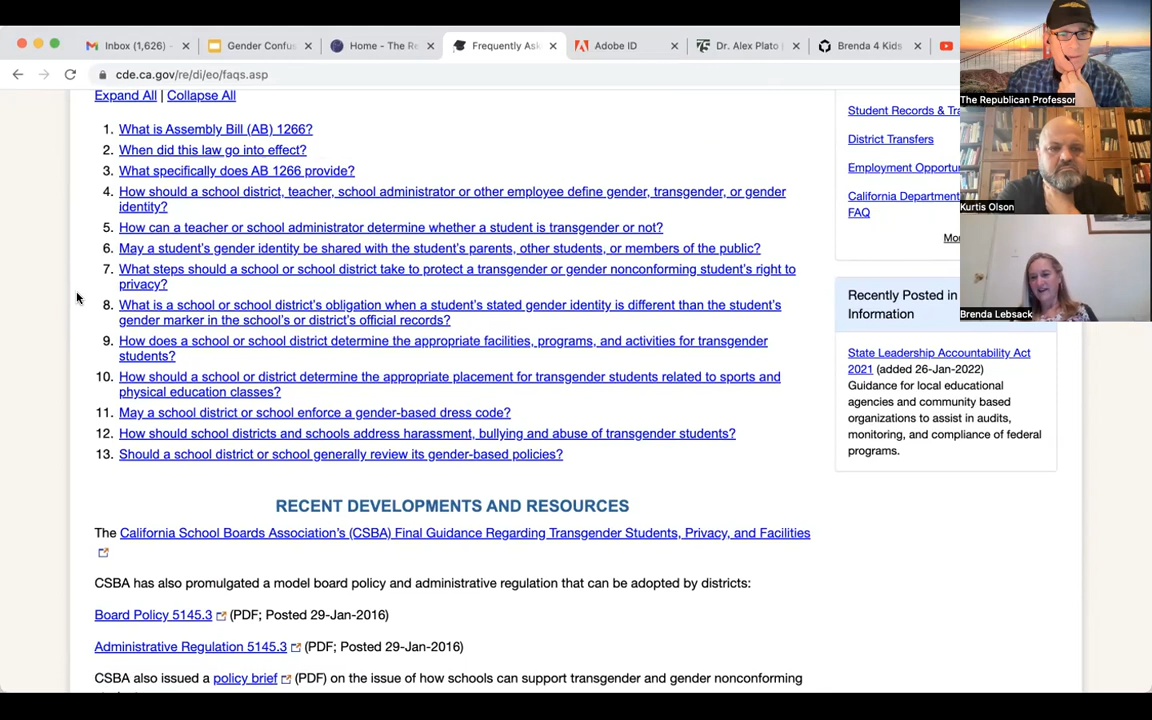 Inbox (1,626) -
Gender Confus
Home - The Re
Frequently Ask
Adobe ID
Dr. Alex Plato
Brenda 4 Kids
cde.ca.gov/re/di/eo/faqs.asp
Expand All | Collapse All
1. What is Assembly Bill (AB) 1266?
2. When did this law go into effect?
3. What specifically does AB 1266 provide?
4. How should a school district, teacher, school administrator or other employee define gender, transgender, or gender
identity?
5. How can a teacher or school administrator determine whether a student is transgender or not?
6. May a student's gender identity be shared with the student's parents, other students, or members of the public?
7. What steps should a school or school district take to protect a transgender or gender nonconforming student's right to
privacy?
8. What is a school or school district's obligation when a student's stated gender identity is different than the student's
gender marker in the school's or district's official records?
9. How does a school or school district determine the appropriate facilities, programs, and activities for transgender
students?
10. How should a school or district determine the appropriate placement for transgender students related to sports and
physical education classes?
11. May a school district or school enforce a gender-based dress code?
12. How should school districts and schools address harassment, bullying and abuse of transgender students?
13. Should a school district or school generally review its gender-based policies?
RECENT DEVELOPMENTS AND RESOURCES
The California School Boards Association's (CSBA) Final Guidance Regarding Transgender Students, Privacy, and Facilities
CSBA has also promulgated a model board policy and administrative regulation that can be adopted by districts:
Board Policy 5145.3 (PDF; Posted 29-Jan-2016)
Administrative Regulation 5145.3 (PDF; Posted 29-Jan-2016)
CSBA also issued a policy brief (PDF) on the issue of how schools can support transgender and gender nonconforming
Student Records & Tra
District Transfers
Employment Opportu
California Department
FAQ
Mo
Recently Posted in
Information
State Leadership Accountability Act
2021 (added 26-Jan-2022)
Guidance for local educational
agencies and community based
organizations to assist in audits,
monitoring, and compliance of federal
programs.
The Republican Professor
Kurtis Olson
Brenda Lebsack